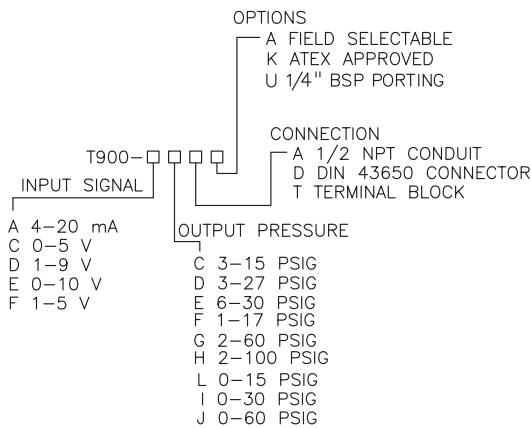 OPTIONS
A FIELD SELECTABLE
K ATEX APPROVED
U 1/4" BSP PORTING
T900-
CONNECTION
A 1/2 NPT CONDUIT
D DIN 43650 CONNECTOR
T TERMINAL BLOCK
INPUT SIGNAL
A 4-20 mA
C 0-5 V
D 1-9 V
E 0-10 V
F 1-5 V
OUTPUT PRESSURE
C 3-15 PSIG
D 3-27 PSIG
E 6-30 PSIG
F 1-17 PSIG
G 2-60 PSIG
H 2-100 PSIG
L 0-15 PSIG
I 0-30 PSIG
J 0-60 PSIG